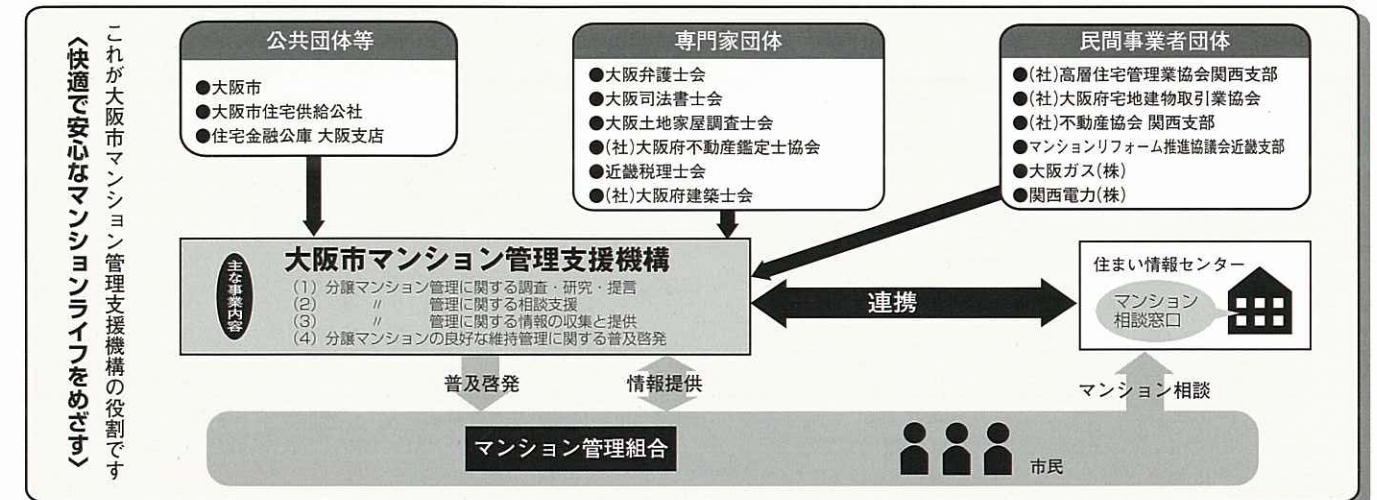 これが大阪市マンション管理支援機構の役割です
〈快適で安心なマンションライフをめざす〉
公共団体等
●大阪市
●大阪市住宅供給公社
●住宅金融公庫 大阪支店
専門家団体
●大阪弁護士会
●大阪司法書士会
●大阪土地家屋調査士会
●(社)大阪府不動産鑑定士協会
●近畿税理士会
●(社)大阪府建築士会
民間事業者団体
●(社)高層住宅管理業協会関西支部
●(社)大阪府宅地建物取引業協会
●(社)不動産協会 関西支部
●マンションリフォーム推進協議会近畿支部
●大阪ガス(株)
●関西電力(株)
主な事業内容
大阪市マンション管理支援機構
(1) 分譲マンション管理に関する調査・研究・提言
(2) 〃 管理に関する相談支援
(3) 〃 管理に関する情報の収集と提供
(4) 分譲マンションの良好な維持管理に関する普及啓発
連携
住まい情報センター
マンション
相談窓口
普及啓発
情報提供
マンション相談
マンション管理組合
市民